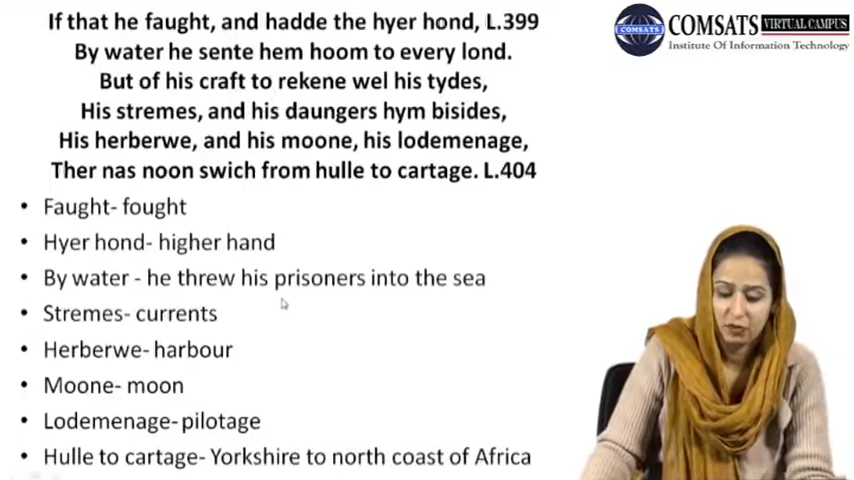 If that he faught, and hadde the hyer hond, L.399
By water he sente hem hoom to every lond.
But of his craft to rekene wel his tydes,
His stremes, and his daungers hym bisides,
His herberwe, and his moone, his lodemenage,
Ther nas noon swich from hulle to cartage. L.404
• Faught- fought
• Hyer hond- higher hand
• By water - he threw his prisoners into the sea
• Stremes- currents
• Herberwe- harbour
• Moone- moon
• Lodemenage- pilotage
• Hulle to cartage- Yorkshire to north coast of Africa
COMSATS
COMSATS VIRTUAL CAMPUS
Institute Of Information Technology